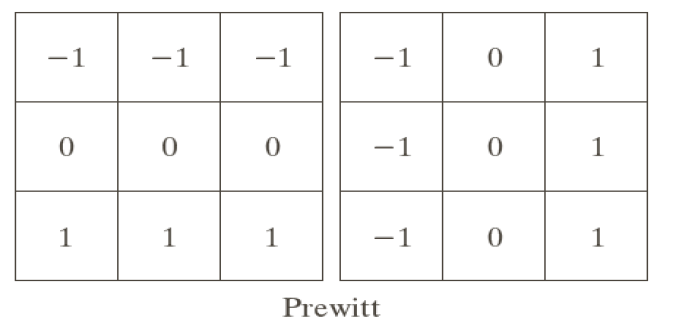 −1 −1 −1 −1 0 1
0 0 0 −1 0 1
1 1 1 −1 0 1
Prewitt